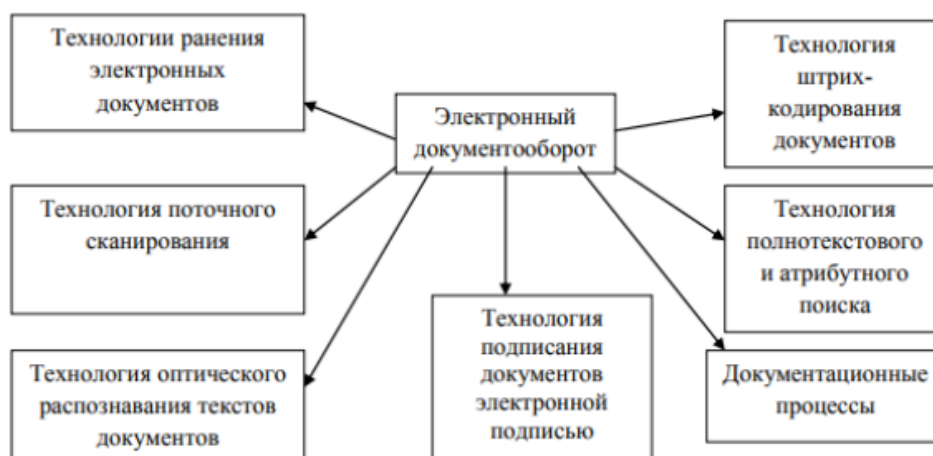 Технологии ранения
электронных
документов
Электронный
документооборот
Технология
штрих-
кодирования
документов
Технология поточного
сканирования
Технология
полнотекстового
и атрибутного
поиска
Технология оптического
распознавания текстов
документов
Технология
подписания
документов
электронной
подписью
Документационные
процессы